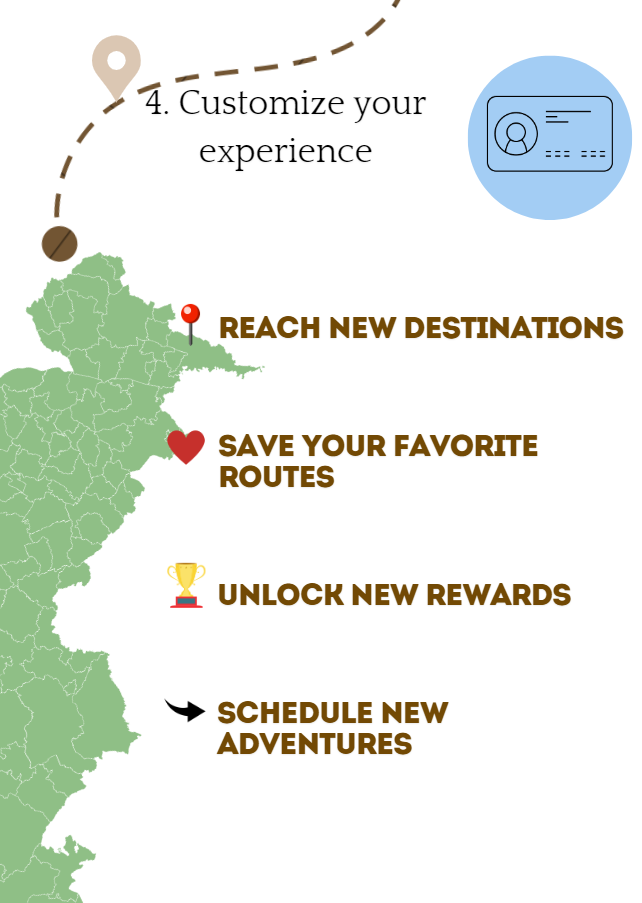 4. Customize your
experience
REACH NEW DESTINATIONS
SAVE YOUR FAVORITE
ROUTES
UNLOCK NEW REWARDS
SCHEDULE NEW
ADVENTURES